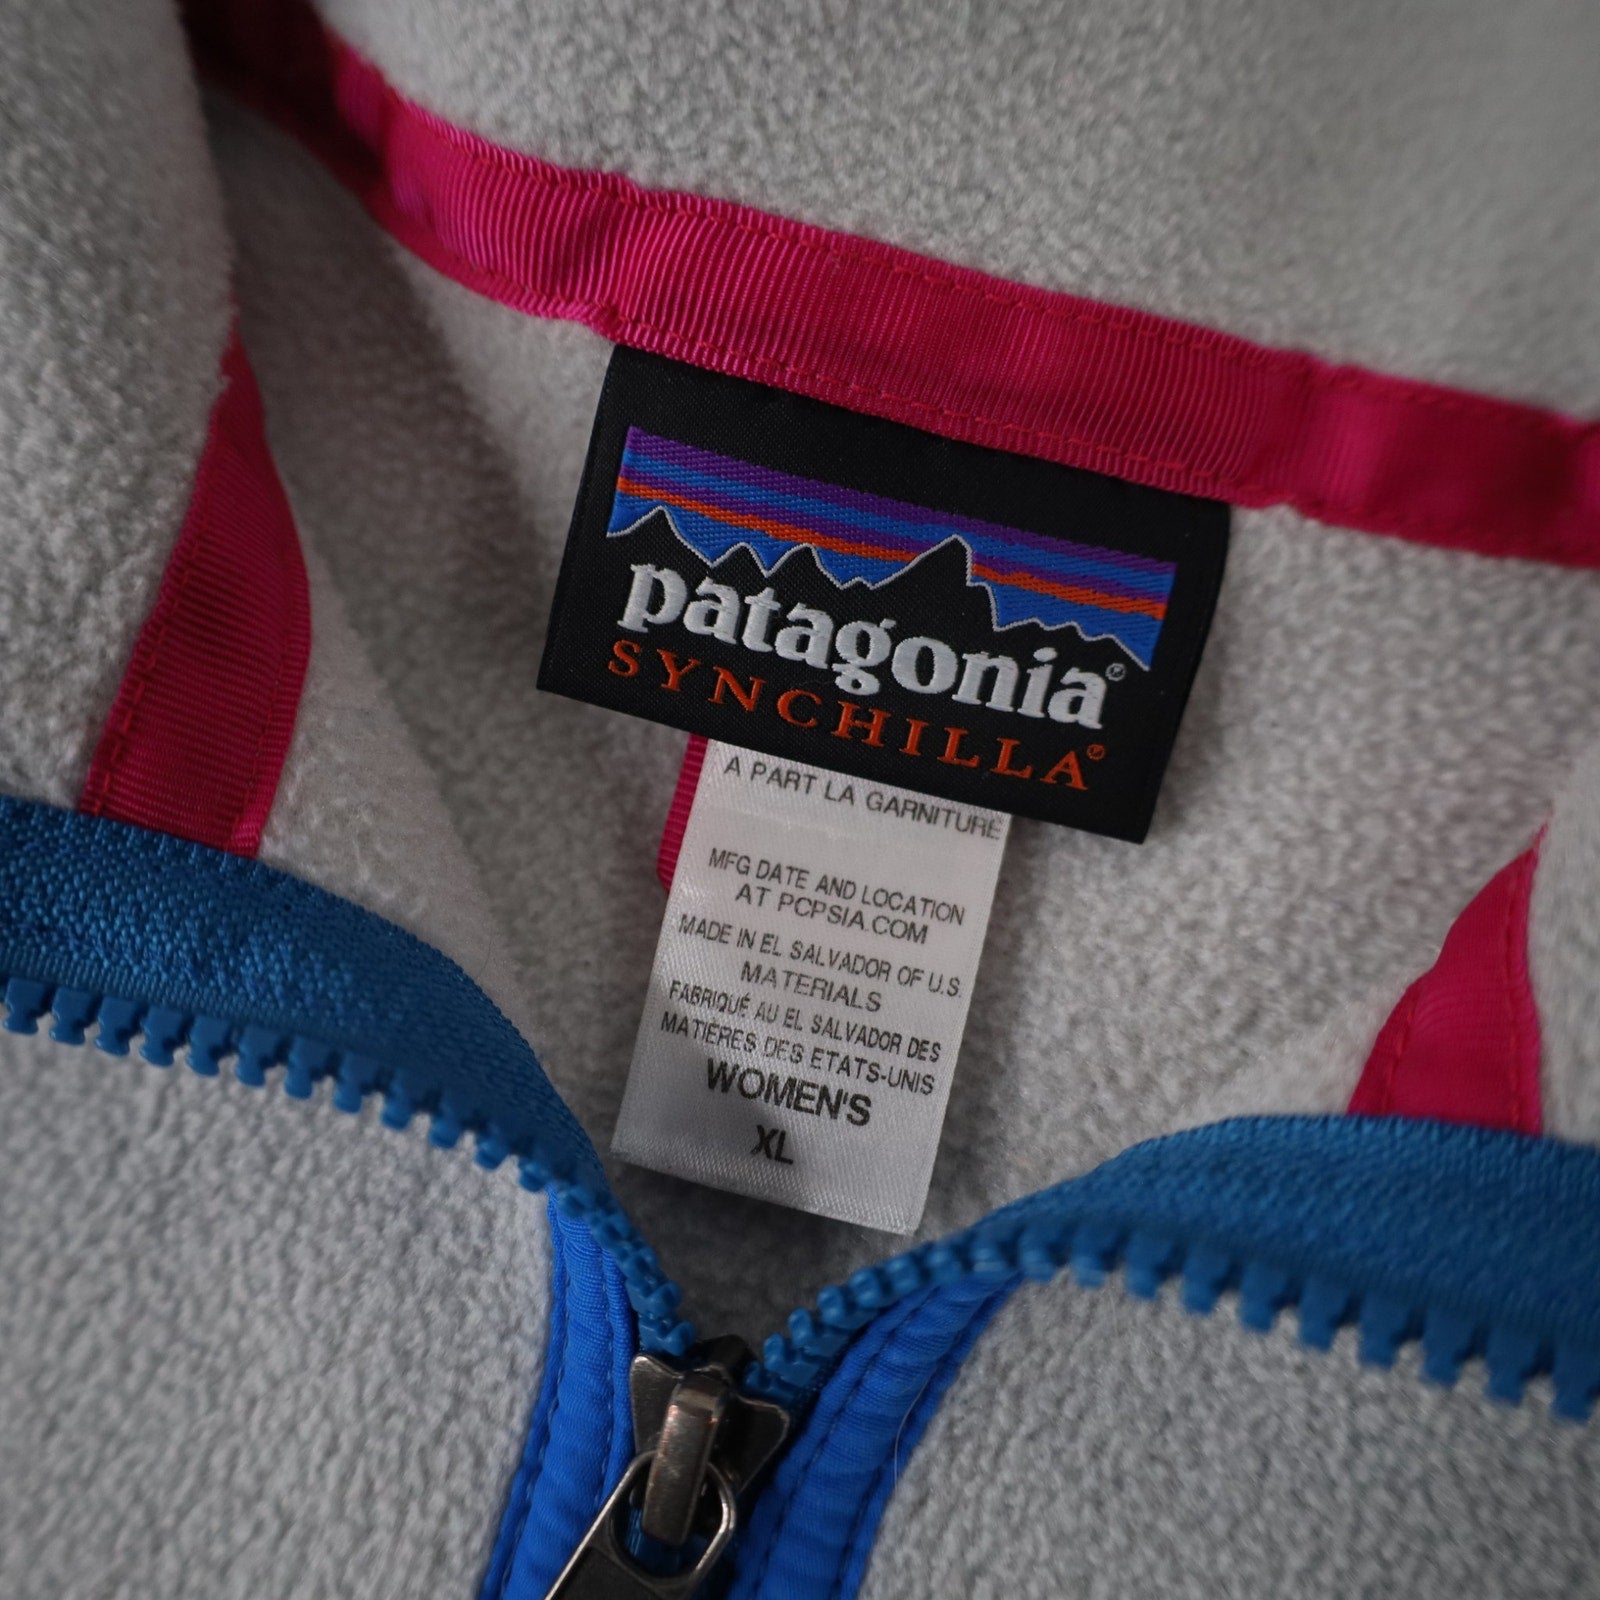 patagonia®
SYNCHILLA®
A PART LA GARNITURE
MFG DATE AND LOCATION
AT PCPSIA.COM
MADE IN EL SALVADOR OF U.S.
MATERIALS
FABRIQUÉ AU EL SALVADOR DES
MATIÈRES DES ETATS-UNIS
WOMEN'S
XL